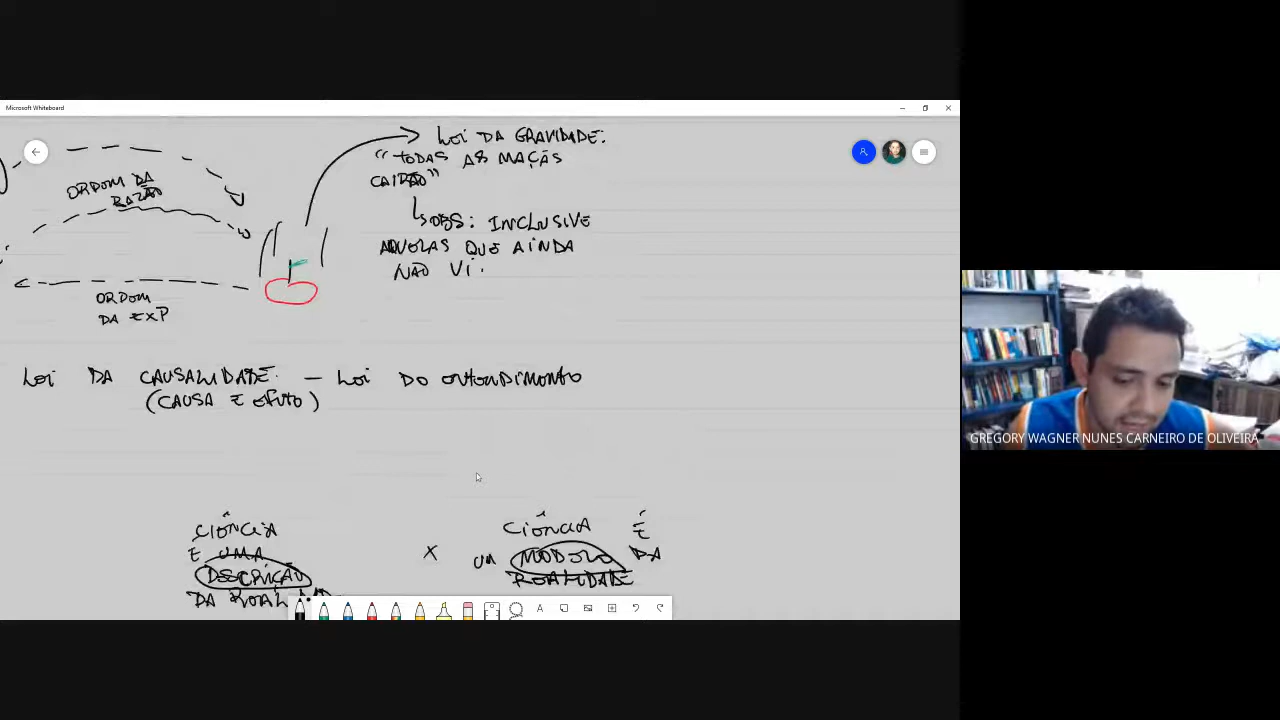 Microsoft Whiteboard
LEI DA GRAVIDADE:
"TODAS AS MAÇÃS
CAIRÃO"
ORDEM DA
RAZÃO
OBS: INCLUSIVE
AQUELAS QUE AINDA
NÃO VI.
ORDEM
DA EXP
LEI DA CAUSALIDADE. - LEI DO ENTENDIMENTO
(CAUSA E EFEITO)
CIÊNCIA
É UMA
DESCRIÇÃO
DA REALIDADE
X
CIÊNCIA É
UM MODELO DA
REALIDADE
GREGORY WAGNER NUNES CARNEIRO DE OLIVEIRA